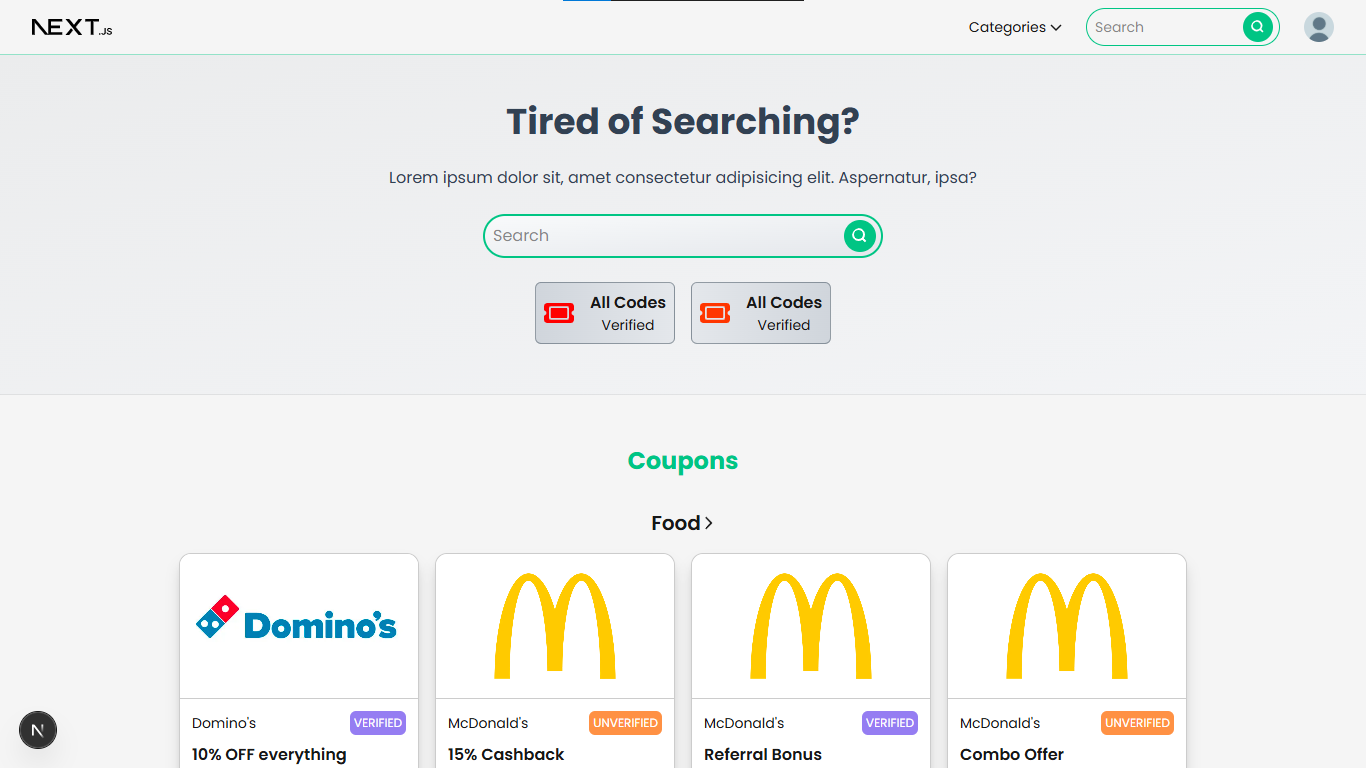 NEXT.JS
Categories
Search
Tired of Searching?
Lorem ipsum dolor sit, amet consectetur adipisicing elit. Aspernatur, ipsa?
Search
All Codes
Verified
All Codes
Verified
Coupons
Food
Domino's
Domino's
VERIFIED
10% OFF everything
McDonald's
UNVERIFIED
15% Cashback
McDonald's
VERIFIED
Referral Bonus
McDonald's
UNVERIFIED
Combo Offer
N